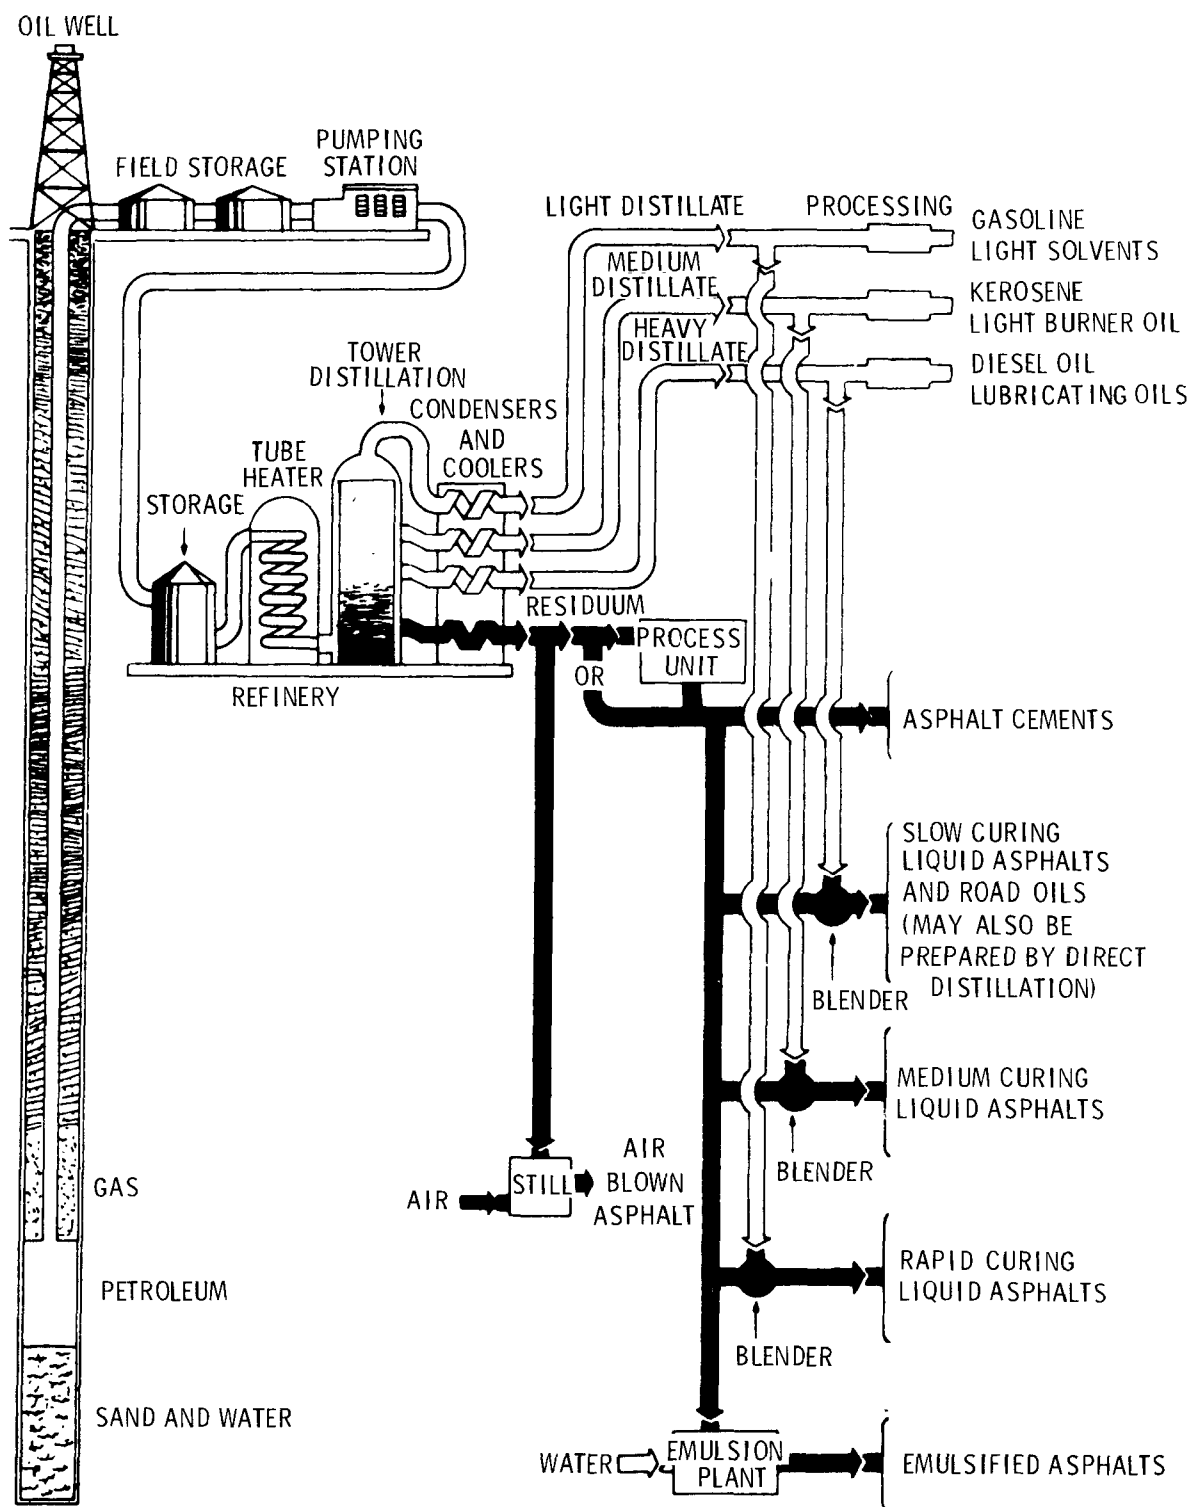 OIL WELL
FIELD STORAGE
PUMPING
STATION
LIGHT DISTILLATE
PROCESSING
GASOLINE
LIGHT SOLVENTS
MEDIUM
DISTILLATE
KEROSENE
LIGHT BURNER OIL
HEAVY
DISTILLATE
DIESEL OIL
LUBRICATING OILS
TOWER
DISTILLATION
CONDENSERS
AND
COOLERS
TUBE
HEATER
STORAGE
RESIDUUM
PROCESS
UNIT
OR
REFINERY
ASPHALT CEMENTS
SLOW CURING
LIQUID ASPHALTS
AND ROAD OILS
(MAY ALSO BE
PREPARED BY DIRECT
DISTILLATION)
BLENDER
MEDIUM CURING
LIQUID ASPHALTS
BLENDER
AIR
STILL
AIR
BLOWN
ASPHALT
GAS
PETROLEUM
RAPID CURING
LIQUID ASPHALTS
BLENDER
SAND AND WATER
WATER
EMULSION
PLANT
EMULSIFIED ASPHALTS